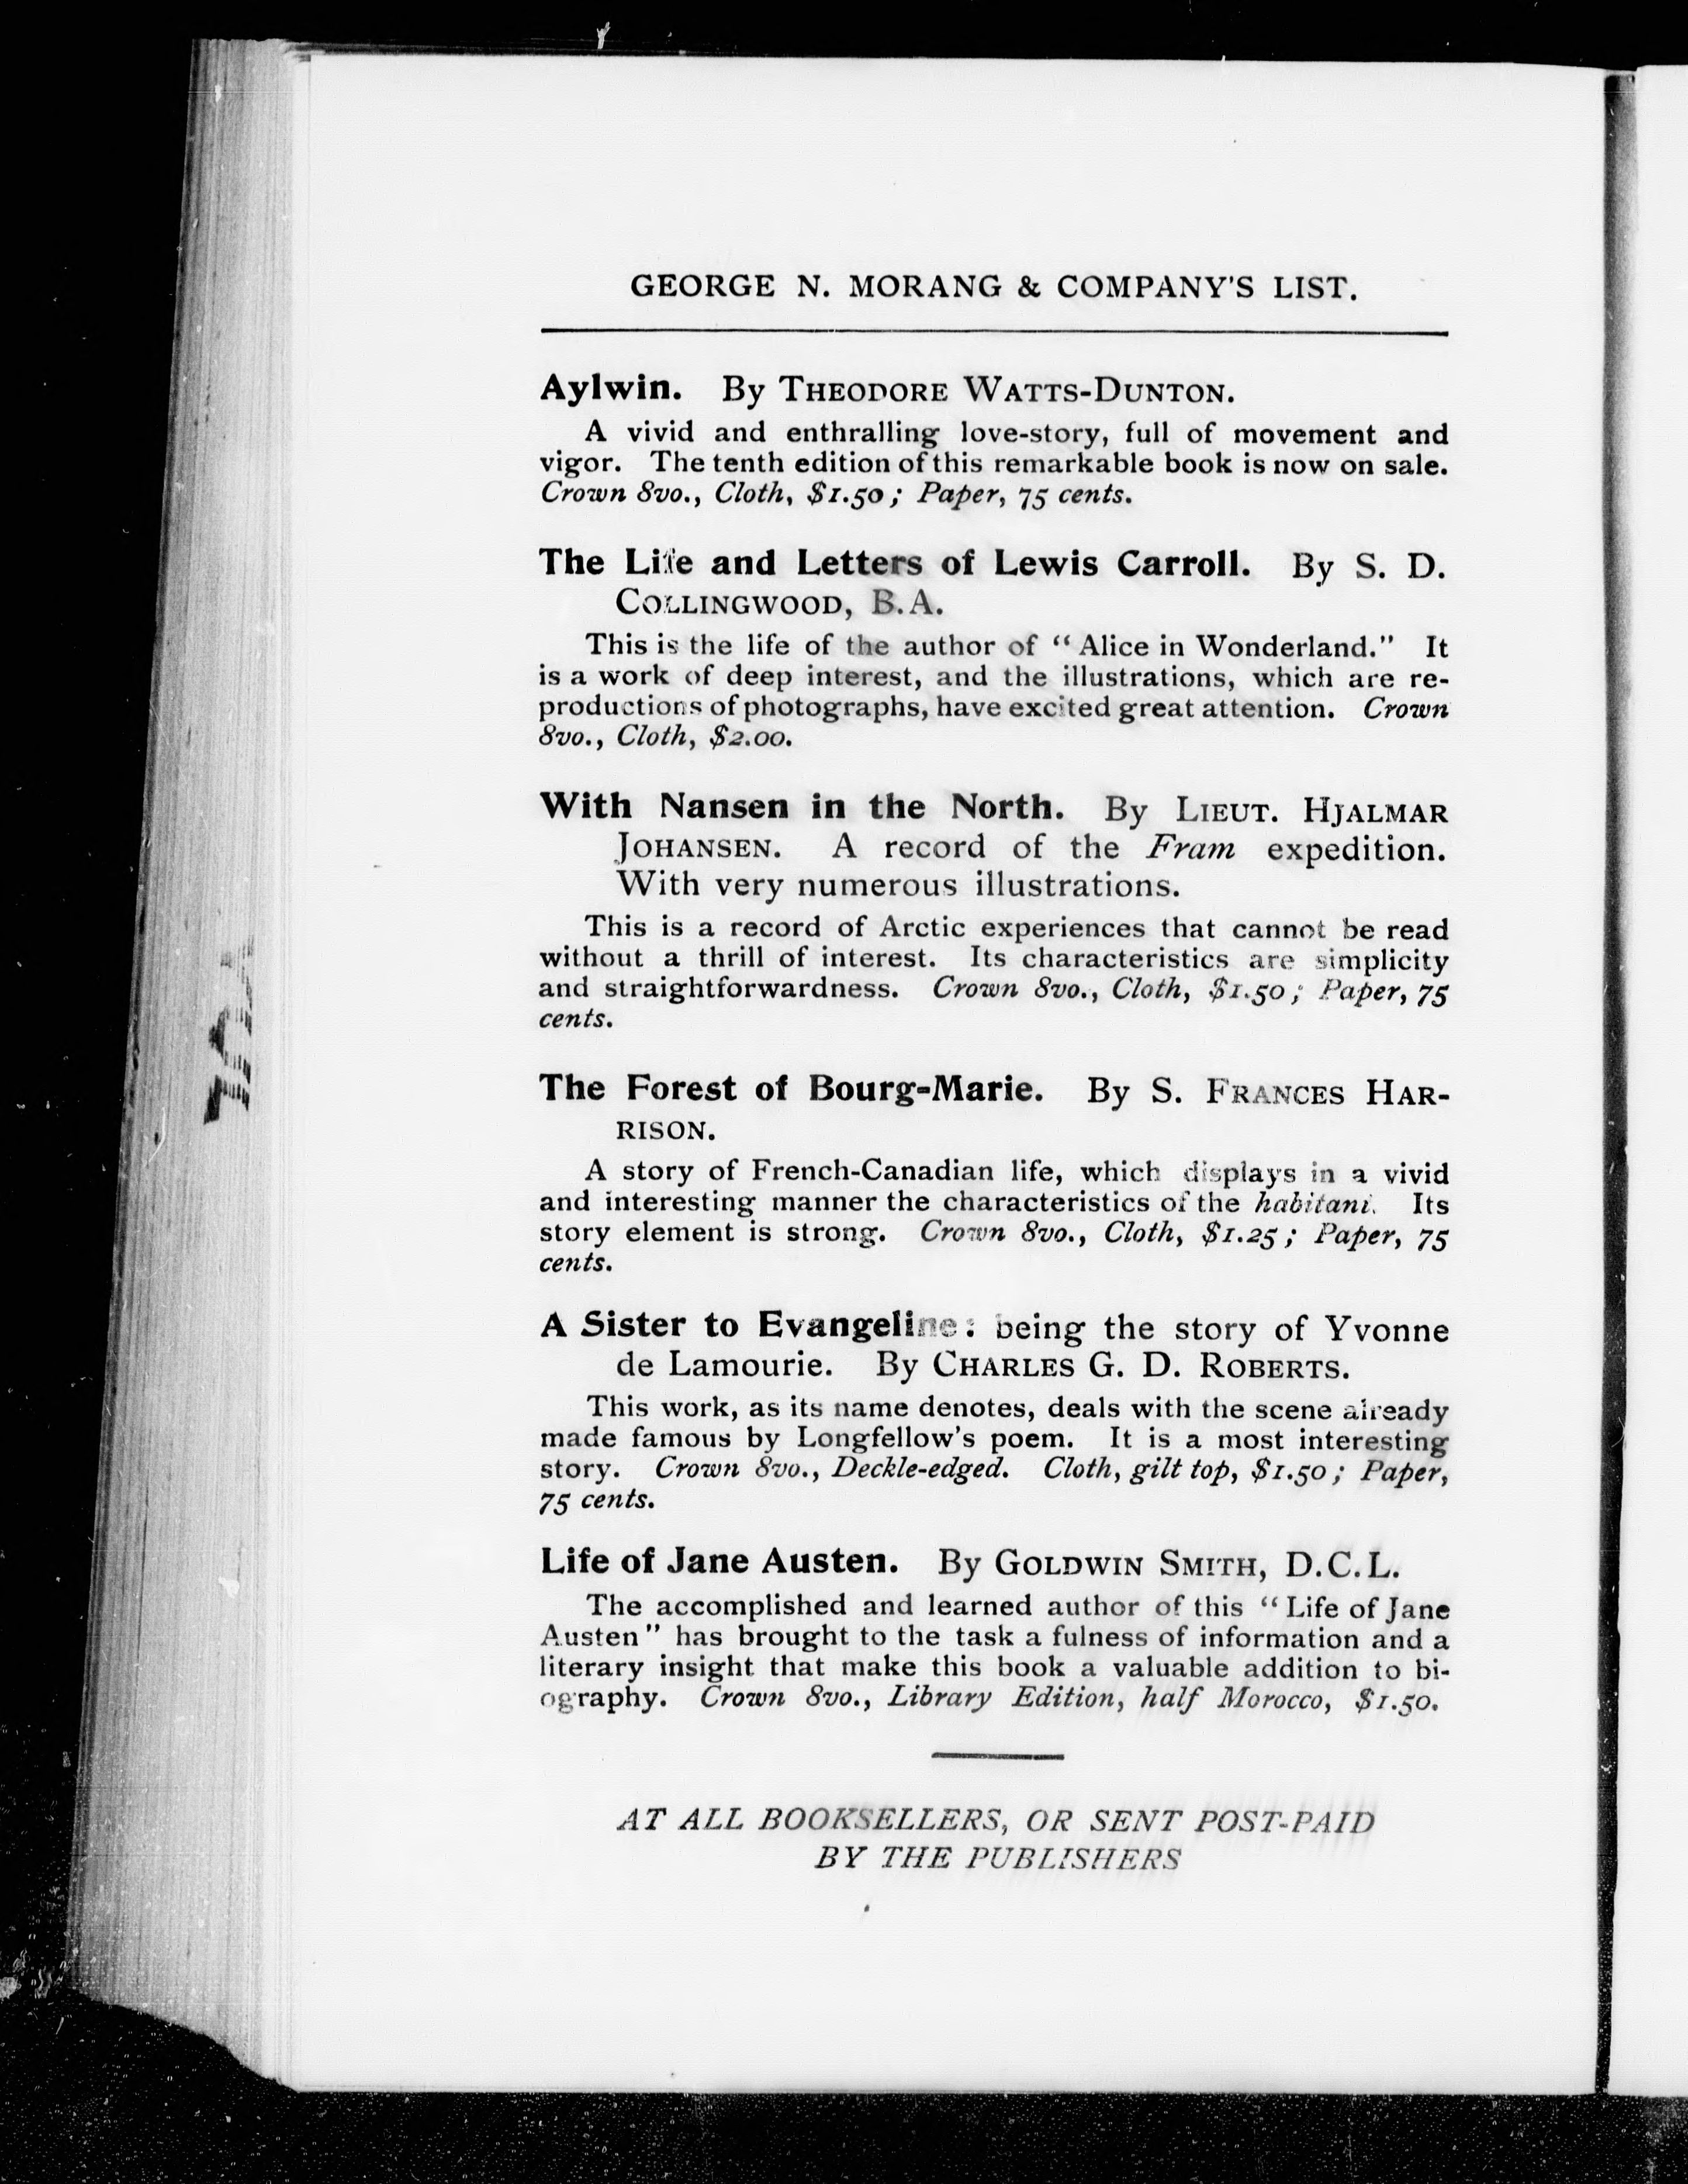 GEORGE N. MORANG & COMPANY'S LIST.
Aylwin. By THEODORE WATTS-DUNTON.
A vivid and enthralling love-story, full of movement and
vigor. The tenth edition of this remarkable book is now on sale.
Crown 8vo., Cloth, $1.50; Paper, 75 cents.
The Life and Letters of Lewis Carroll. By S. D.
COLLINGWOOD, B.A.
This is the life of the author of "Alice in Wonderland." It
is a work of deep interest, and the illustrations, which are re-
productions of photographs, have excited great attention. Crown
8vo., Cloth, $2.00.
With Nansen in the North. By LIEUT. HJALMAR
JOHANSEN. A record of the Fram expedition.
With very numerous illustrations.
This is a record of Arctic experiences that cannot be read
without a thrill of interest. Its characteristics are simplicity
and straightforwardness. Crown 8vo., Cloth, $1.50; Paper, 75
cents.
The Forest of Bourg-Marie. By S. FRANCES HAR-
RISON.
A story of French-Canadian life, which displays in a vivid
and interesting manner the characteristics of the habitant. Its
story element is strong. Crown 8vo., Cloth, $1.25; Paper, 75
cents.
A Sister to Evangeline: being the story of Yvonne
de Lamourie. By CHARLES G. D. ROBERTS.
This work, as its name denotes, deals with the scene already
made famous by Longfellow's poem. It is a most interesting
story. Crown 8vo., Deckle-edged. Cloth, gilt top, $1.50; Paper,
75 cents.
Life of Jane Austen. By GOLDWIN SMITH, D.C.L.
The accomplished and learned author of this "Life of Jane
Austen" has brought to the task a fulness of information and a
literary insight that make this book a valuable addition to bi-
ography. Crown 8vo., Library Edition, half Morocco, $1.50.
AT ALL BOOKSELLERS, OR SENT POST-PAID
BY THE PUBLISHERS